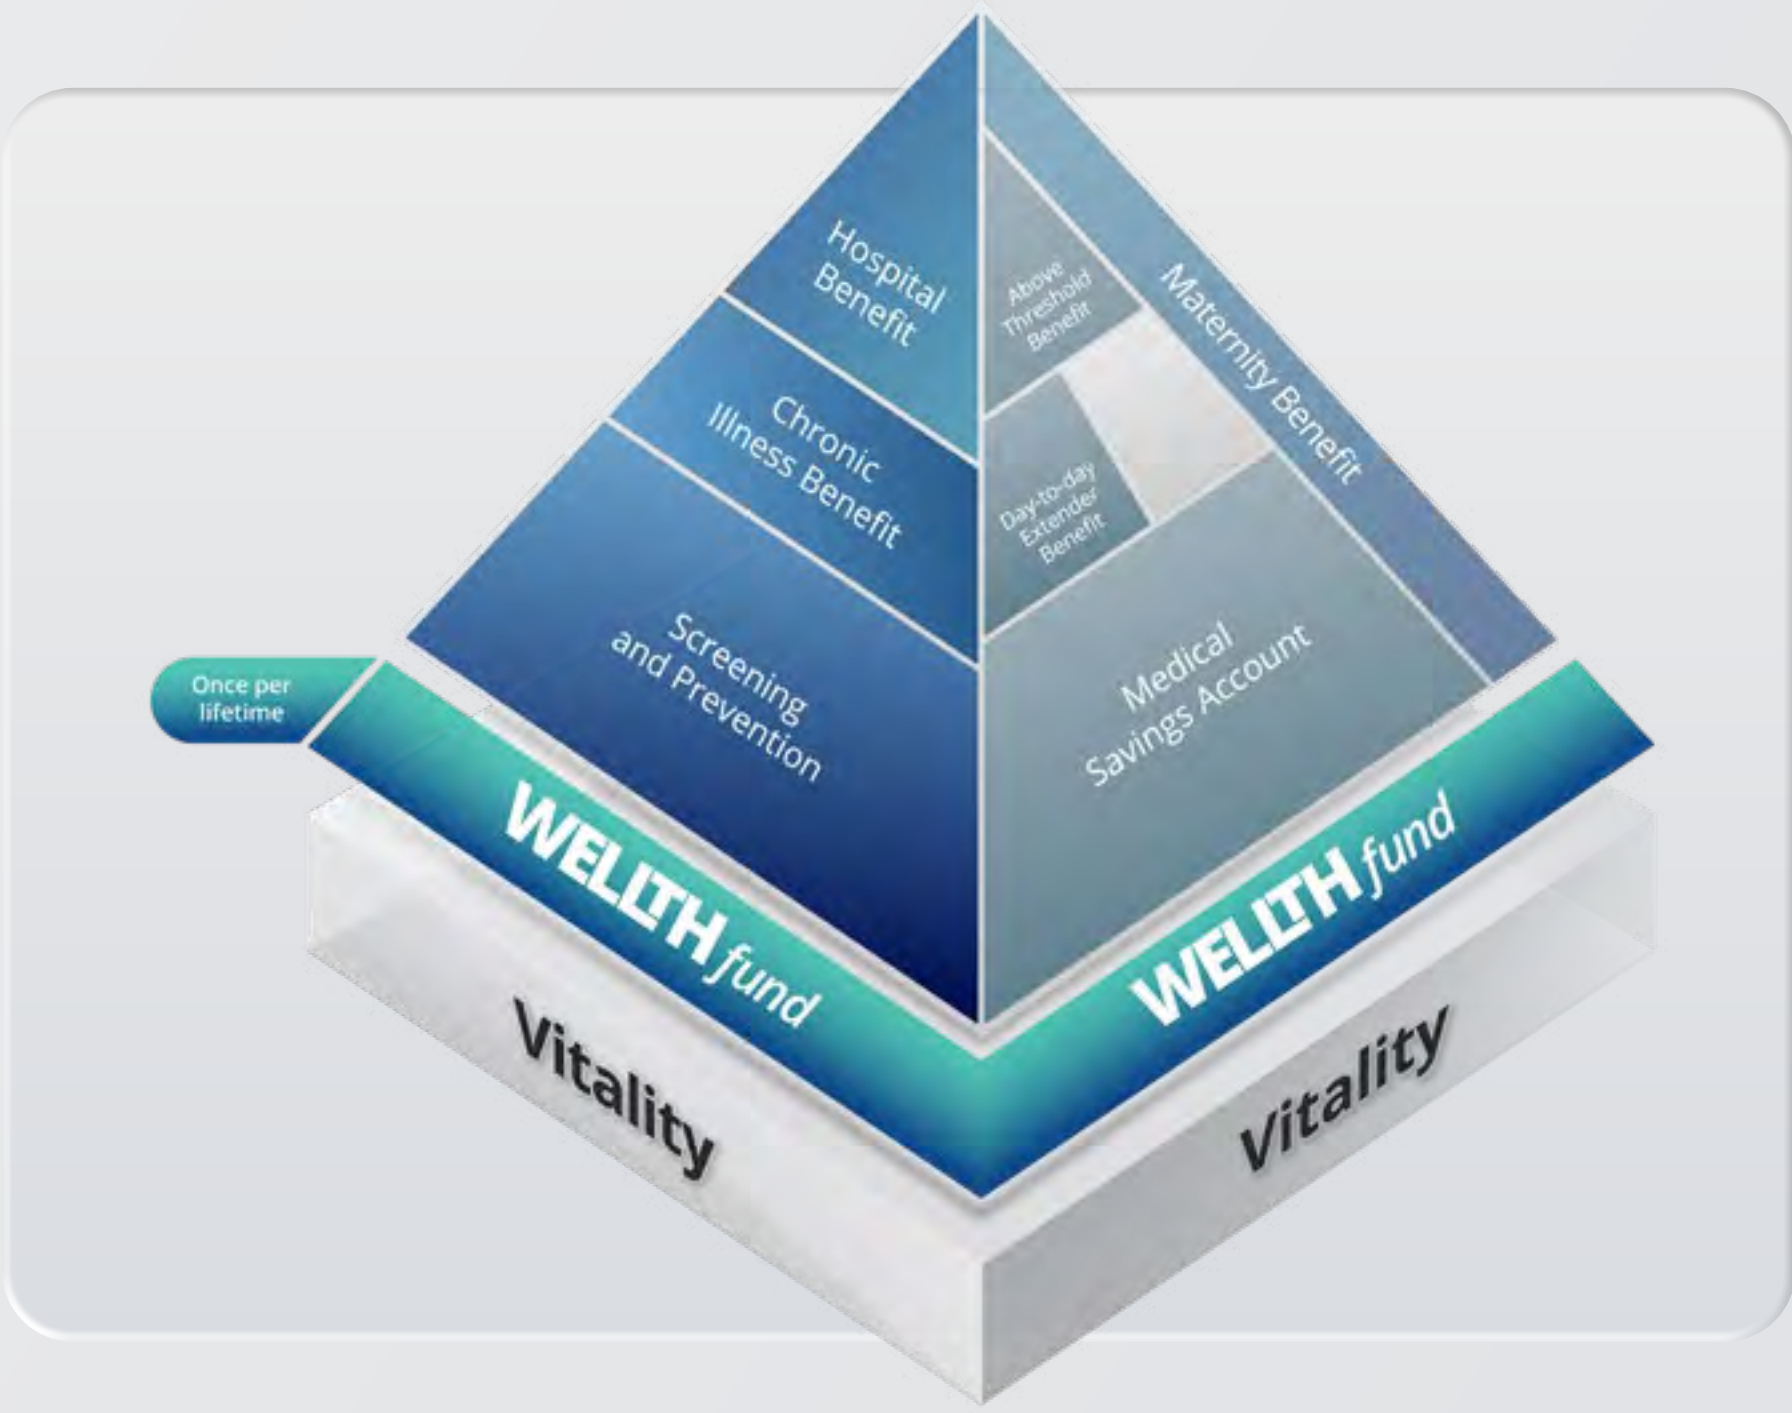 Hospital
Benefit
Above
Threshold
Benefit
Maternity Benefit
Chronic
Illness Benefit
Day-to-day
Extender
Benefit
Screening
and Prevention
Medical
Savings Account
Once per
lifetime
WELLTH fund
WELLTH fund
Vitality
Vitality